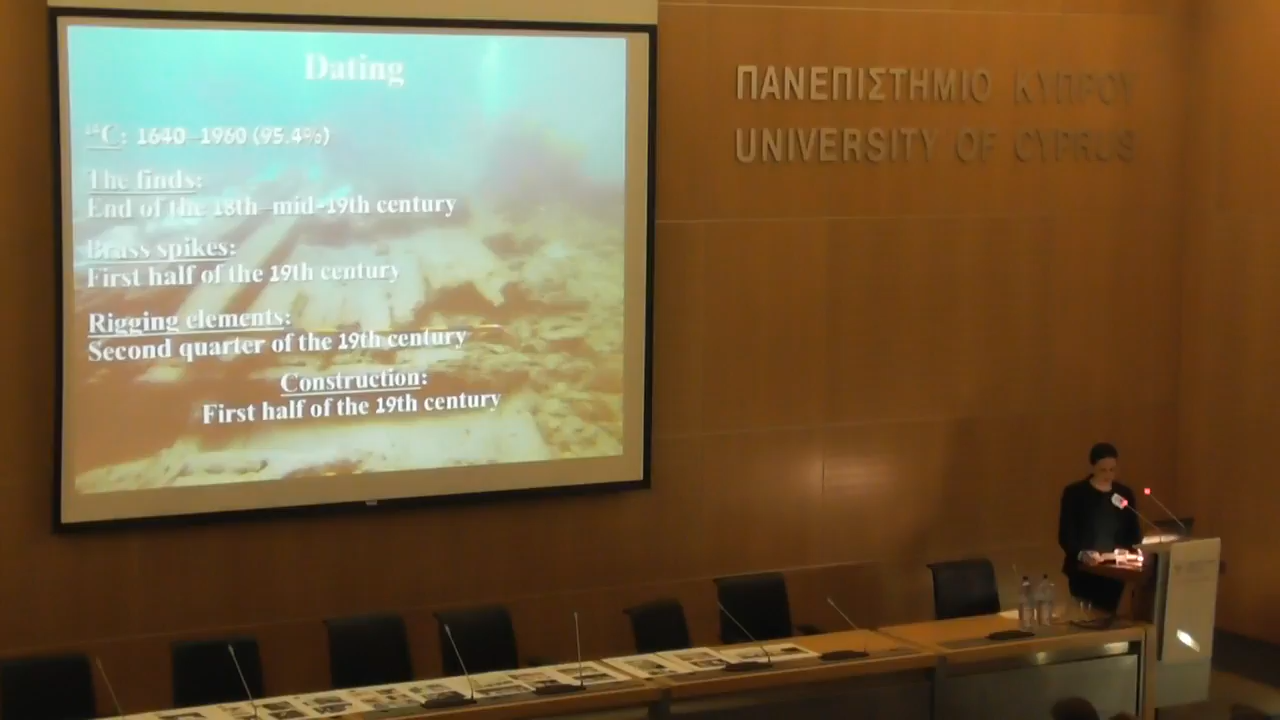 Dating
¹⁴C: 1640–1960 (95.4%)
The finds:
End of the 18th–mid-19th century
Brass spikes:
First half of the 19th century
Rigging elements:
Second quarter of the 19th century
Construction:
First half of the 19th century
ΠΑΝΕΠΙΣΤΗΜΙΟ ΚΥΠΡΟΥ
UNIVERSITY OF CYPRUS